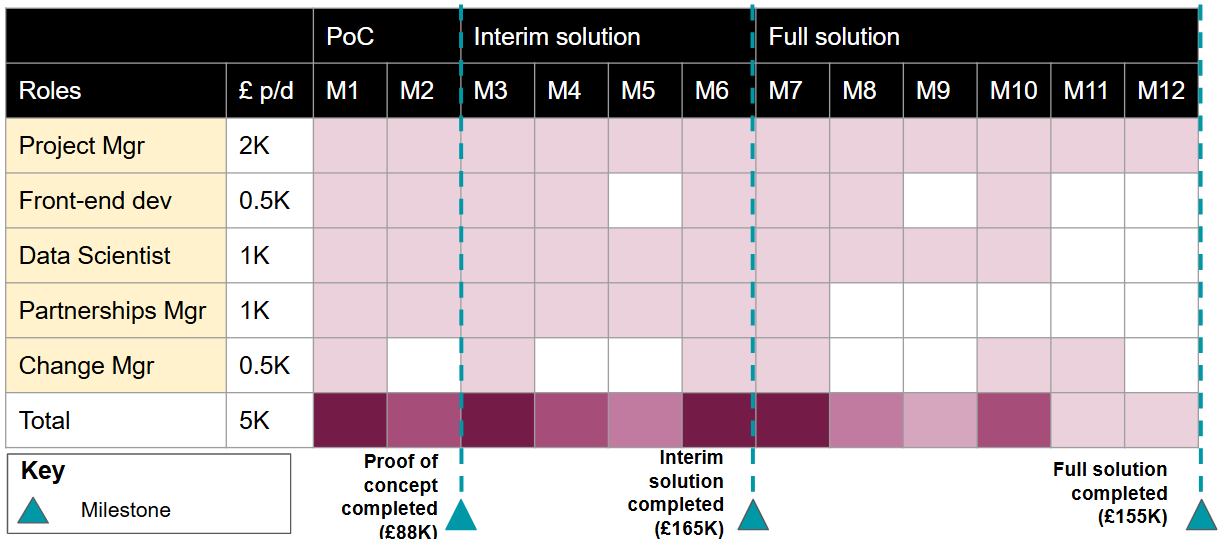 PoC Interim solution Full solution
Roles £ p/d M1 M2 M3 M4 M5 M6 M7 M8 M9 M10 M11 M12
Project Mgr 2K
Front-end dev 0.5K
Data Scientist 1K
Partnerships Mgr 1K
Change Mgr 0.5K
Total 5K
Key
Milestone
Proof of
concept
completed
(£88K)
Interim
solution
completed
(£165K)
Full solution
completed
(£155K)